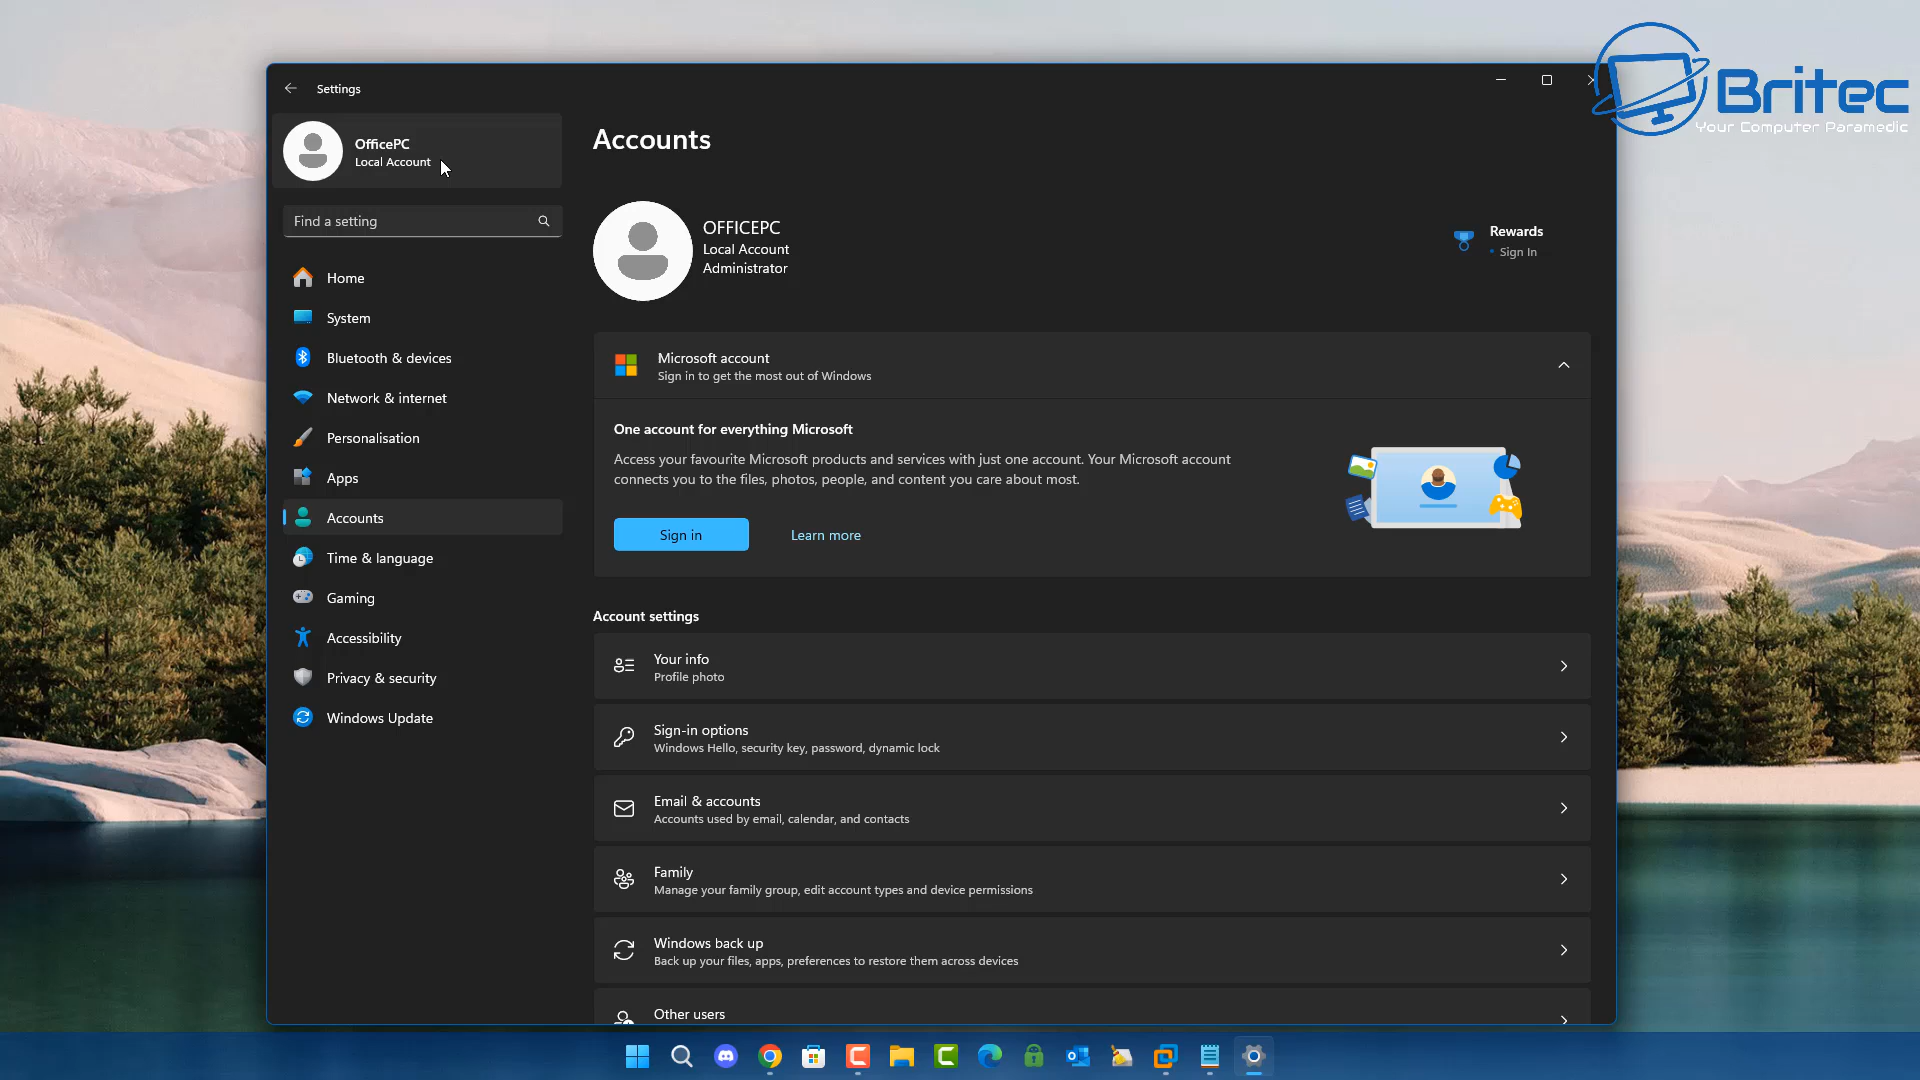 Settings
OfficePC
Local Account
Find a setting
Home
System
Bluetooth & devices
Network & internet
Personalisation
Apps
Accounts
Time & language
Gaming
Accessibility
Privacy & security
Windows Update
Accounts
OFFICEPC
Local Account
Administrator
Rewards
Sign In
Microsoft account
Sign in to get the most out of Windows
One account for everything Microsoft
Access your favourite Microsoft products and services with just one account. Your Microsoft account
connects you to the files, photos, people, and content you care about most.
Sign in
Learn more
Account settings
Your info
Profile photo
Sign-in options
Windows Hello, security key, password, dynamic lock
Email & accounts
Accounts used by email, calendar, and contacts
Family
Manage your family group, edit account types and device permissions
Windows back up
Back up your files, apps, preferences to restore them across devices
Other users
Britec
Your Computer Paramedic